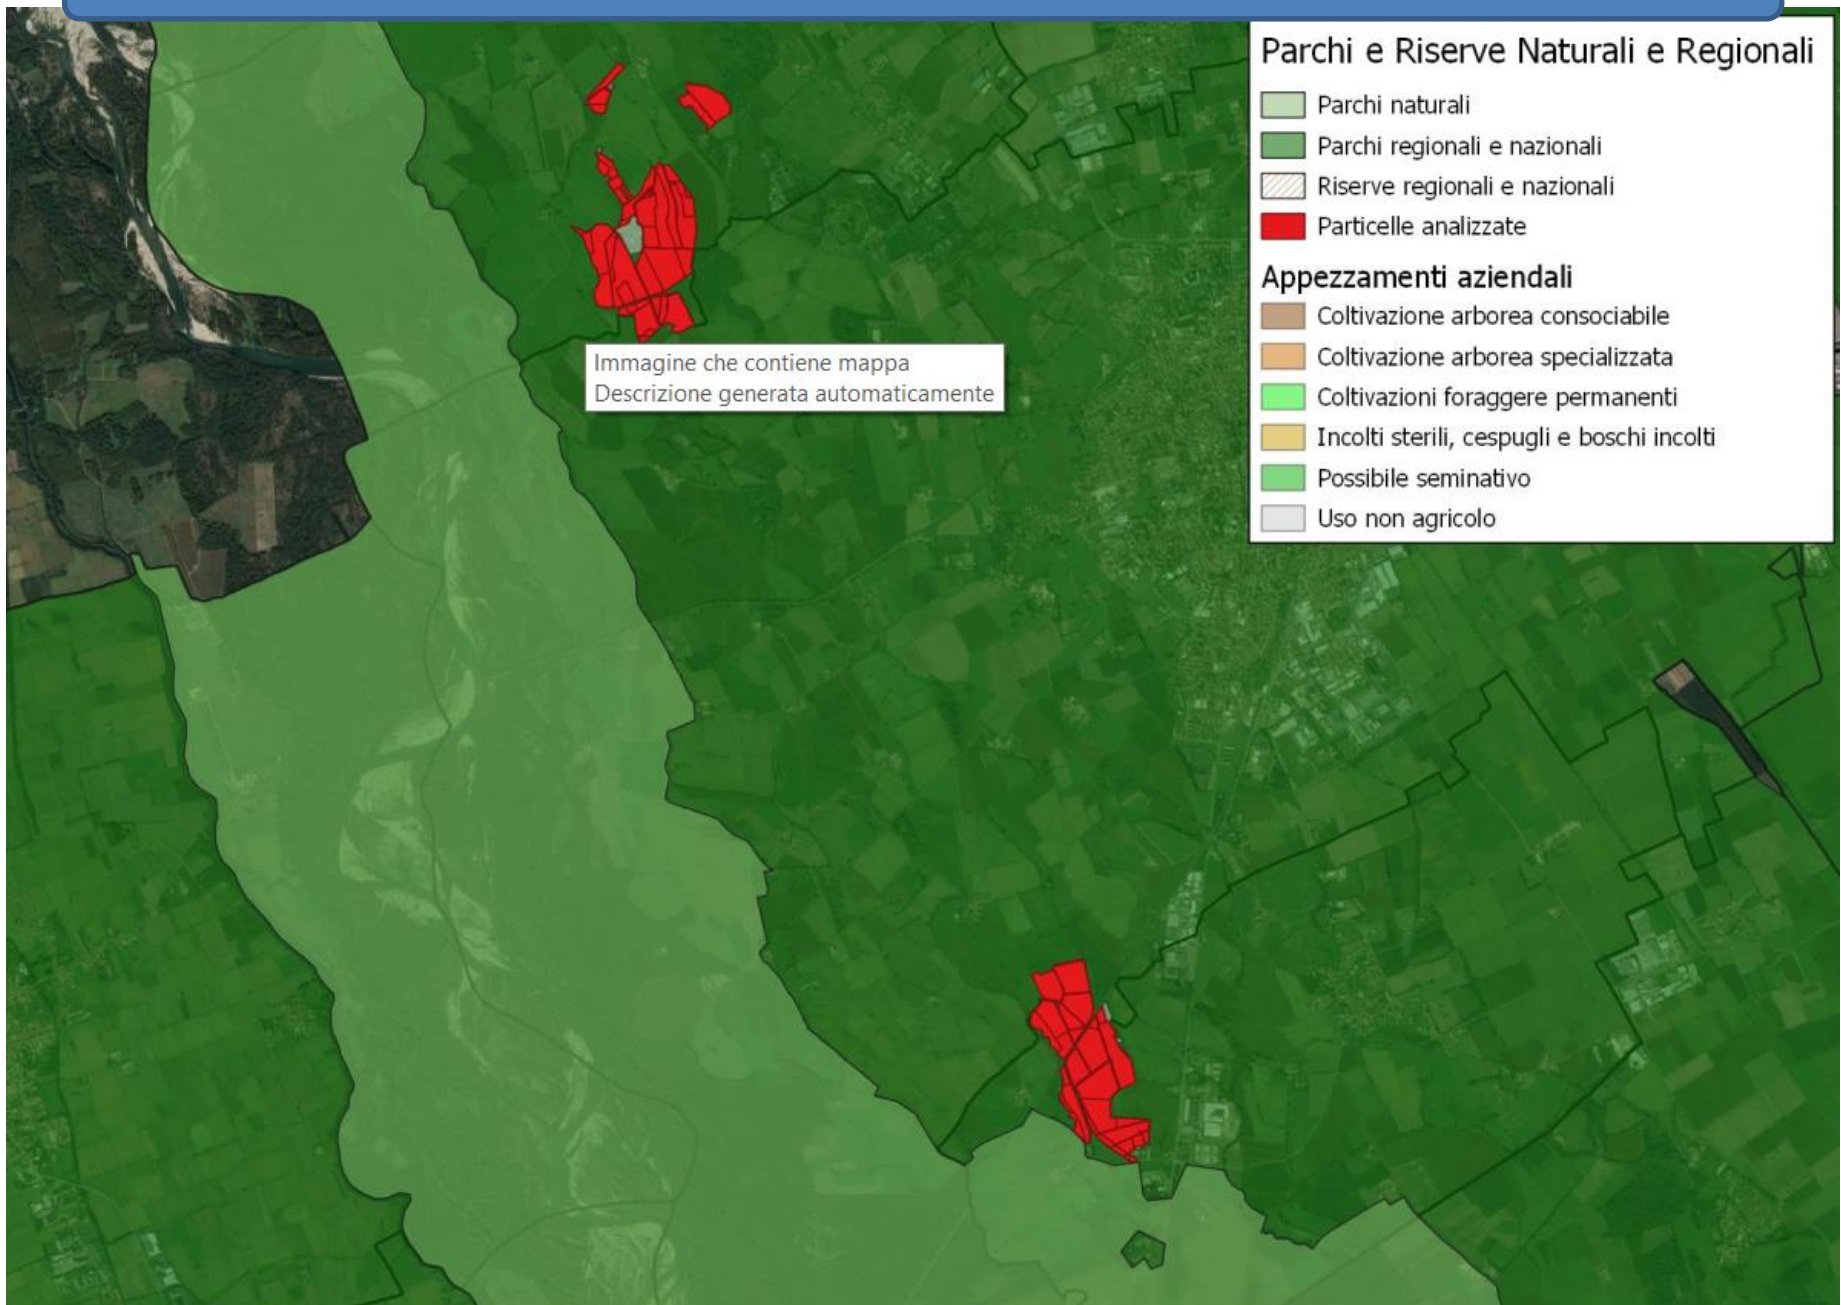 Parchi e Riserve Naturali e Regionali
Parchi naturali
Parchi regionali e nazionali
Riserve regionali e nazionali
Particelle analizzate
Appezzamenti aziendali
Coltivazione arborea consociabile
Coltivazione arborea specializzata
Coltivazioni foraggere permanenti
Incolti sterili, cespugli e boschi incolti
Possibile seminativo
Uso non agricolo
Immagine che contiene mappa
Descrizione generata automaticamente